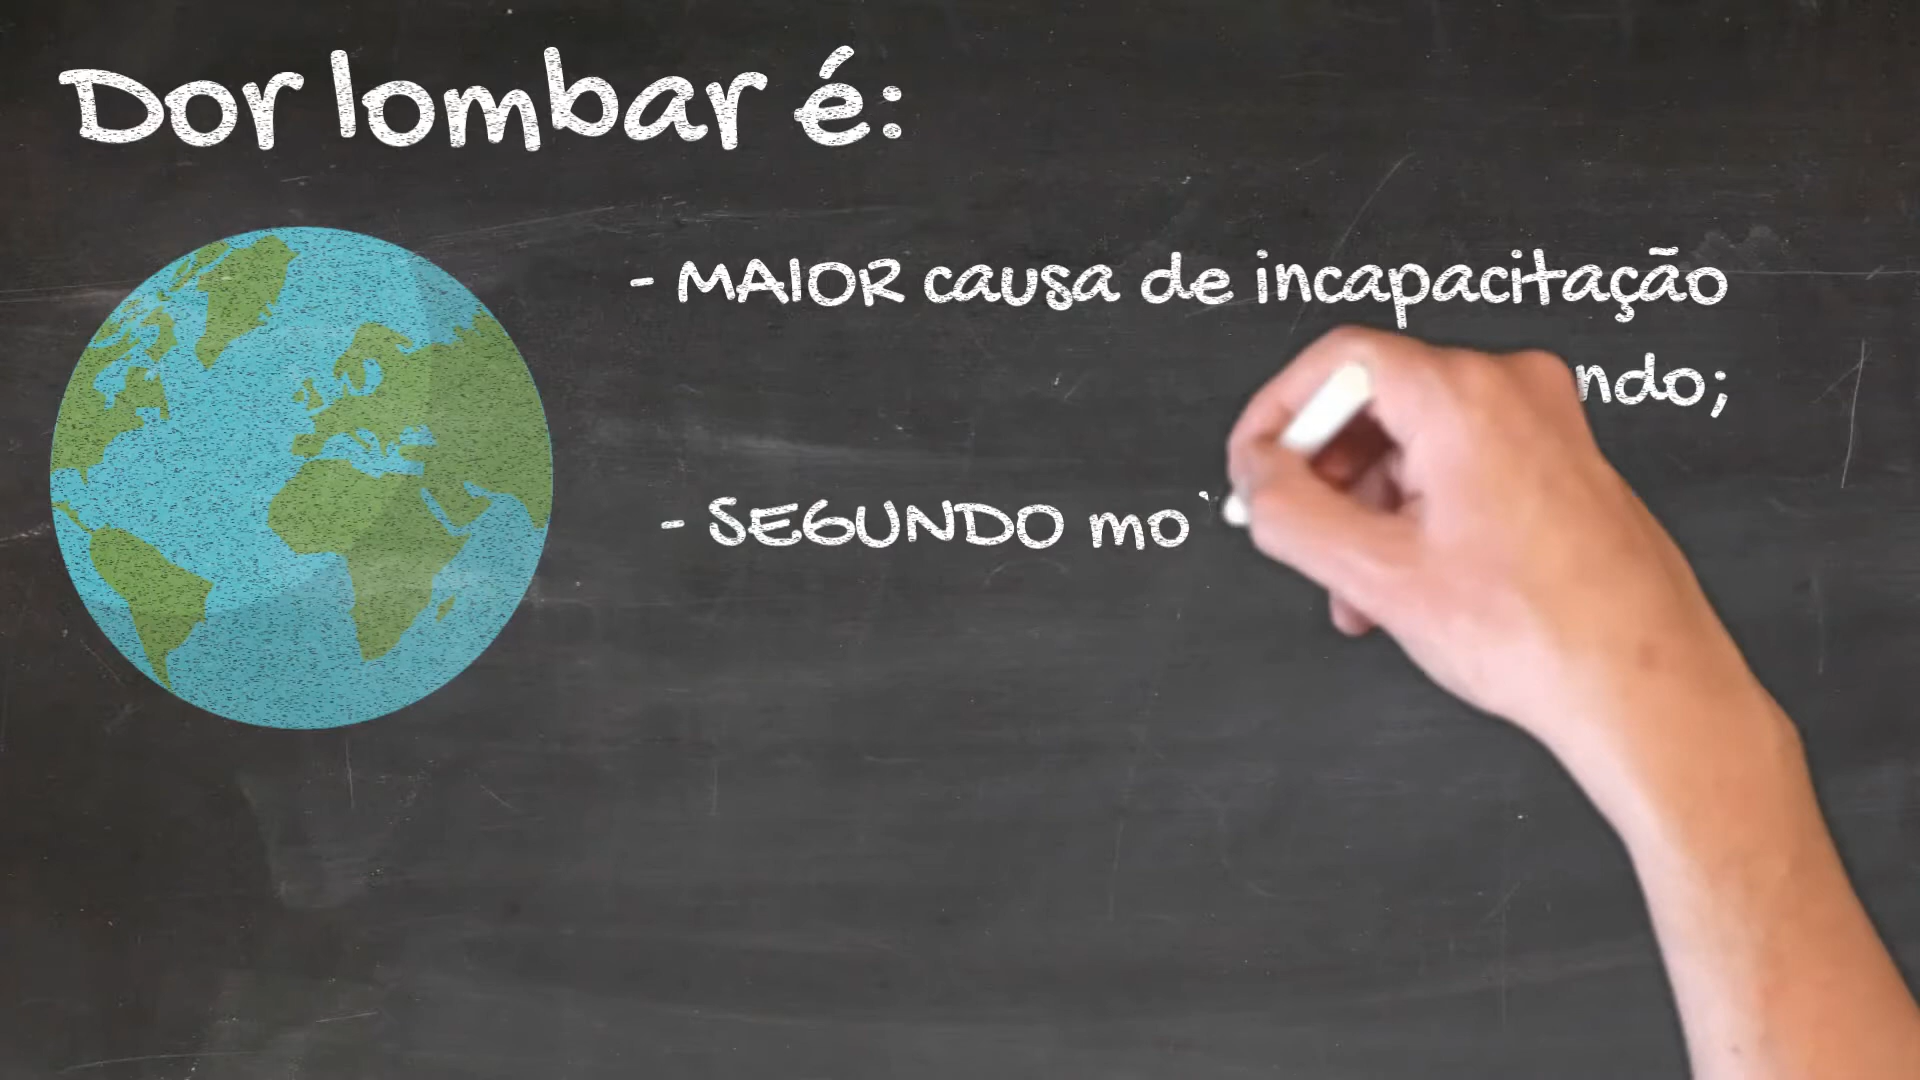 Dor lombar é:
- MAIOR causa de incapacitação
ndo;
- SEGUNDO mo